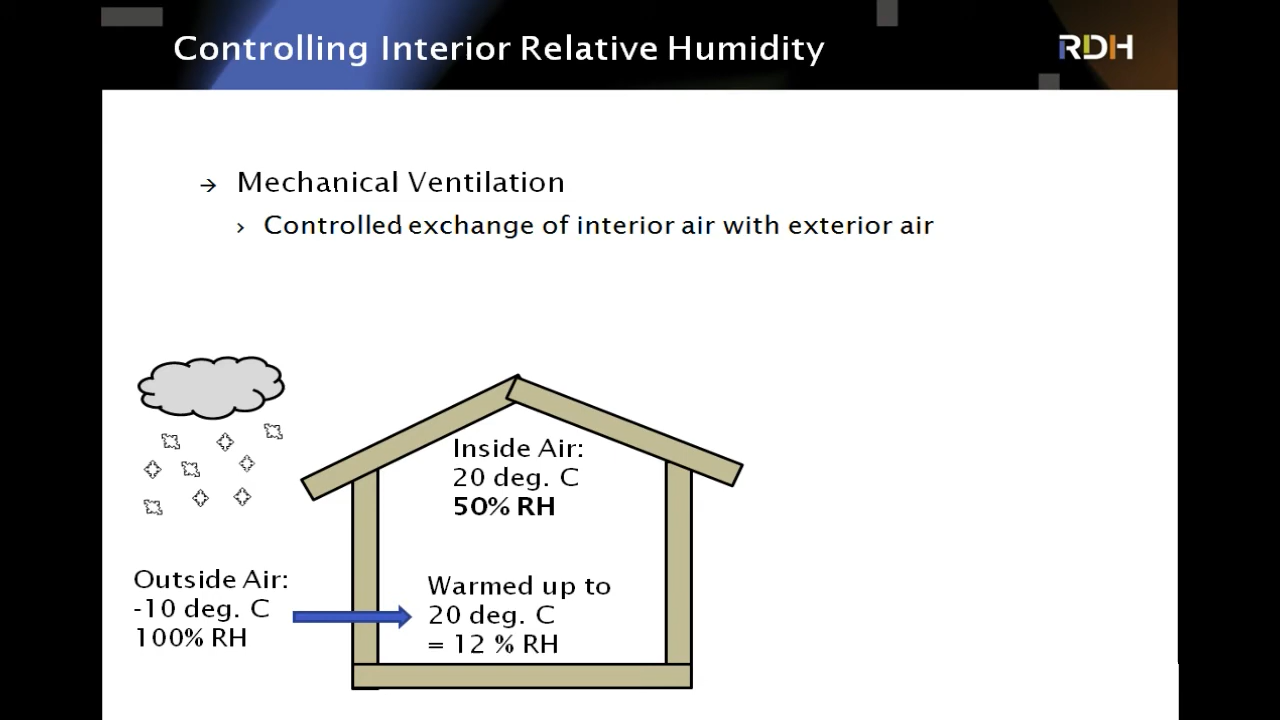 Controlling Interior Relative Humidity
RDH
→ Mechanical Ventilation
› Controlled exchange of interior air with exterior air
Inside Air:
20 deg. C
50% RH
Outside Air:
-10 deg. C
100% RH
Warmed up to
20 deg. C
= 12 % RH